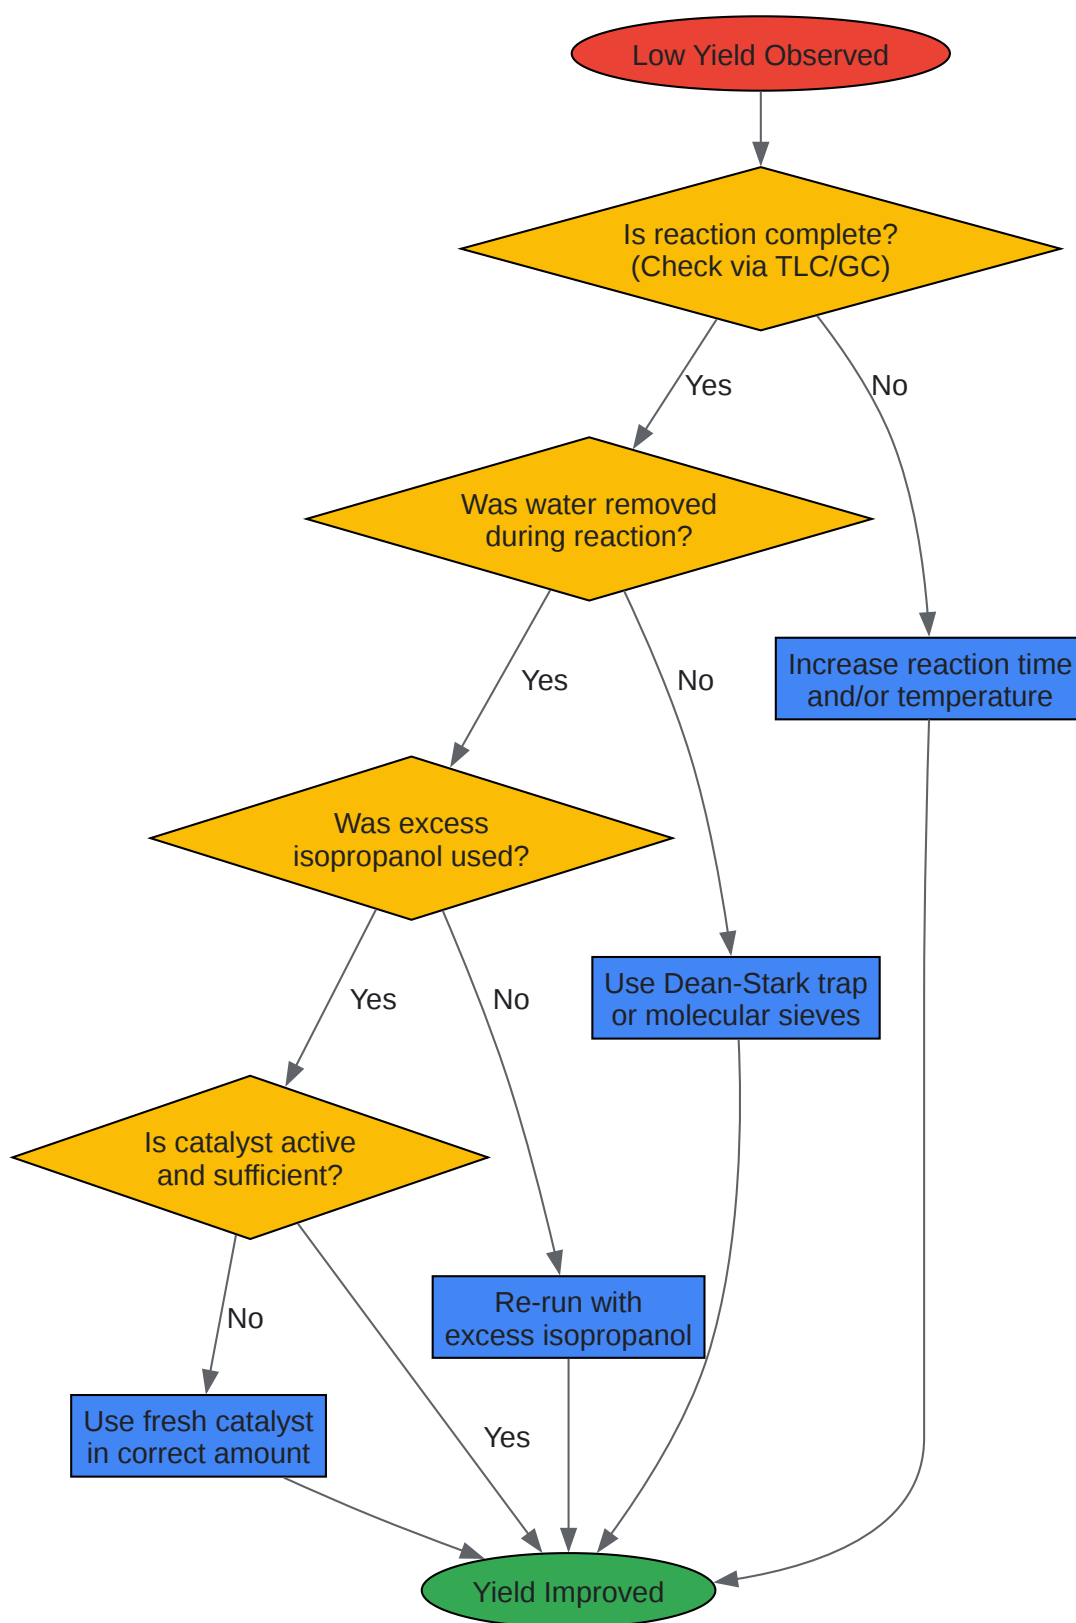 Low Yield Observed
Is reaction complete?
(Check via TLC/GC)
Yes
No
Was water removed
during reaction?
Increase reaction time
and/or temperature
Yes
No
Was excess
isopropanol used?
Use Dean-Stark trap
or molecular sieves
Yes
No
Is catalyst active
and sufficient?
Re-run with
excess isopropanol
No
Use fresh catalyst
in correct amount
Yes
Yield Improved